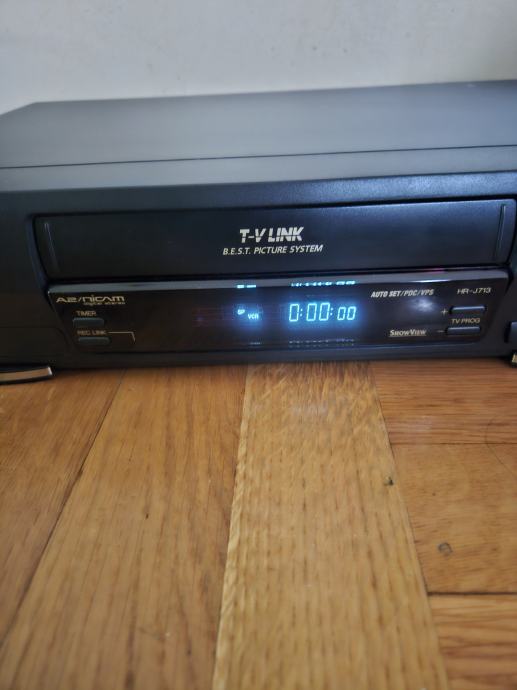 T-V LINK
B.E.S.T. PICTURE SYSTEM
A2/NICAM
digital stereo
AUTO SET/PDC/VPS
HR-J713
TIMER
SP VCR 0:00:00
+
TV PROG
REC LINK
SHOWVIEW